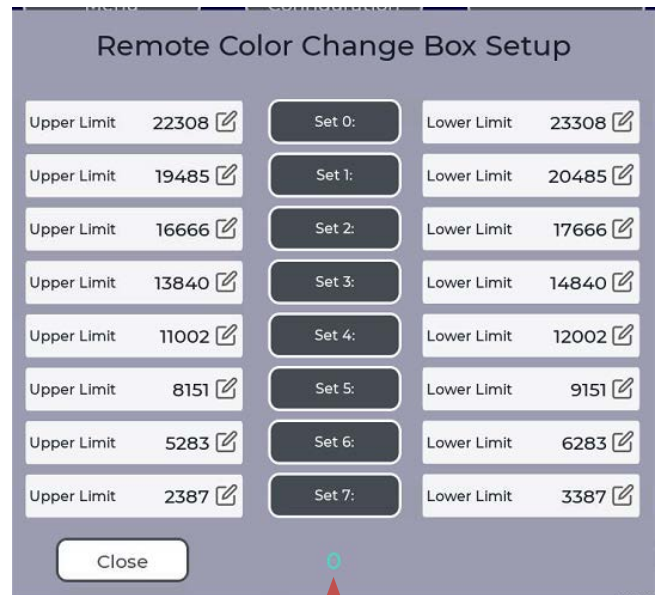 Menu
Configuration
Remote Color Change Box Setup
Upper Limit 22308 Set 0: Lower Limit 23308
Upper Limit 19485 Set 1: Lower Limit 20485
Upper Limit 16666 Set 2: Lower Limit 17666
Upper Limit 13840 Set 3: Lower Limit 14840
Upper Limit 11002 Set 4: Lower Limit 12002
Upper Limit 8151 Set 5: Lower Limit 9151
Upper Limit 5283 Set 6: Lower Limit 6283
Upper Limit 2387 Set 7: Lower Limit 3387
Close 0